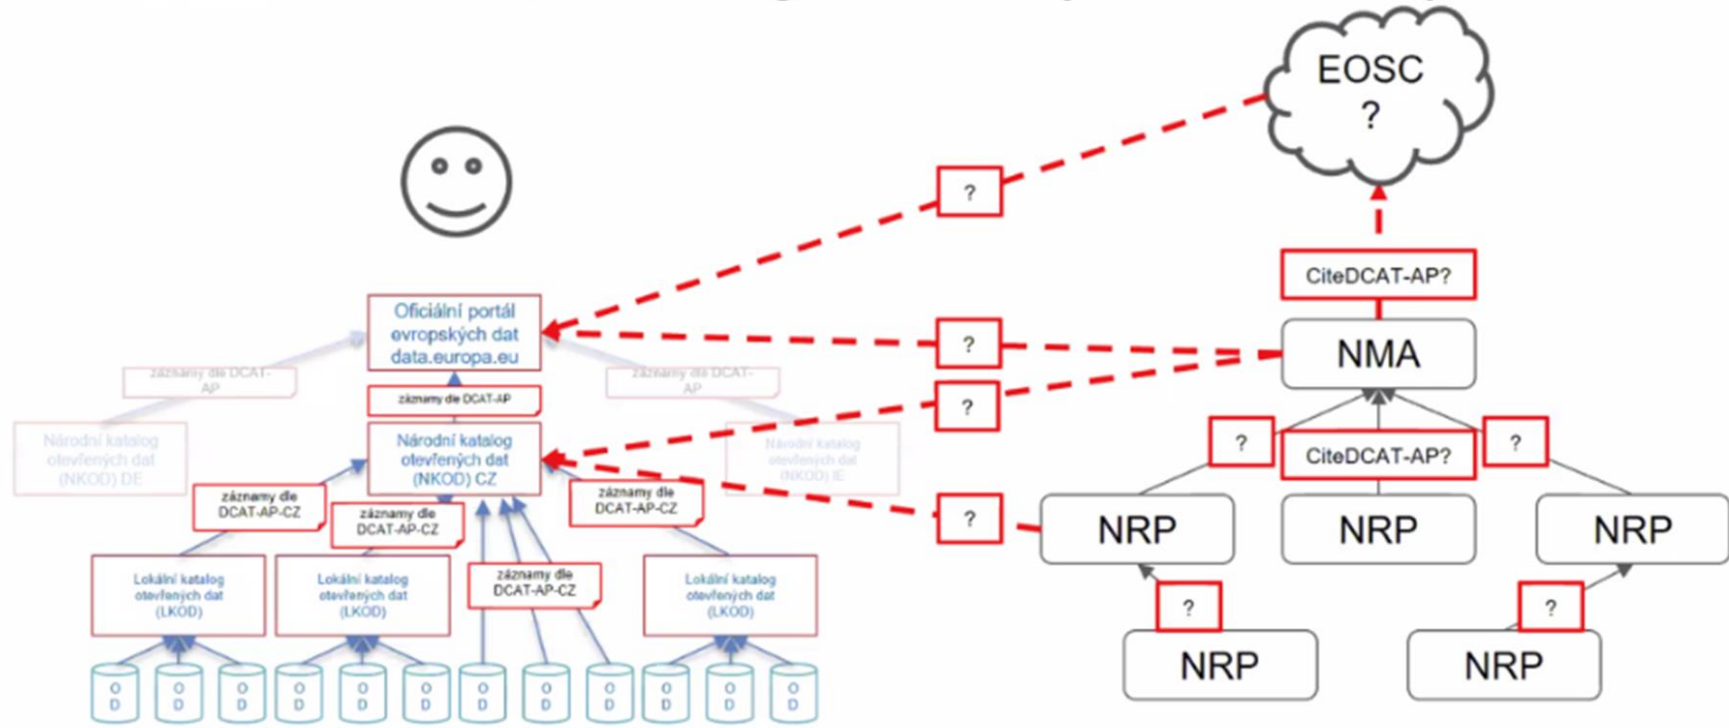 EOSC
?
?
CiteDCAT-AP?
Oficiální portál
evropských dat
data.europa.eu
?
NMA
záznamy dle DCAT-
AP
záznamy dle DCAT-
AP
záznamy dle DCAT-AP
?
Národní katalog
otevřených dat
(NKOD) DE
Národní katalog
otevřených dat
(NKOD) CZ
Národní katalog
otevřených dat
(NKOD) IE
?
CiteDCAT-AP?
?
záznamy dle
DCAT-AP-CZ
záznamy dle
DCAT-AP-CZ
záznamy dle
DCAT-AP-CZ
?
NRP
NRP
NRP
Lokální katalog
otevřených dat
(LKOD)
Lokální katalog
otevřených dat
(LKOD)
záznamy dle
DCAT-AP-CZ
Lokální katalog
otevřených dat
(LKOD)
?
?
NRP
NRP
O O O O O O O O O O O O
D D D D D D D D D D D D